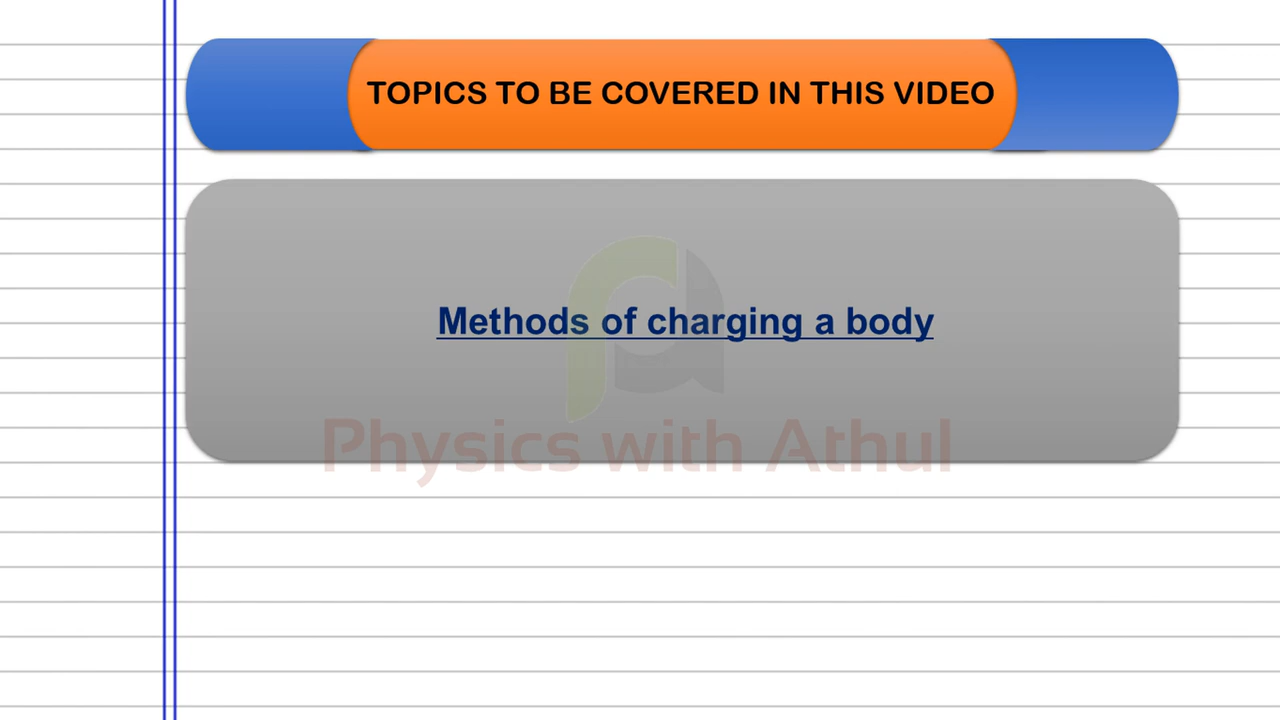 TOPICS TO BE COVERED IN THIS VIDEO
Methods of charging a body
Physics with Athul